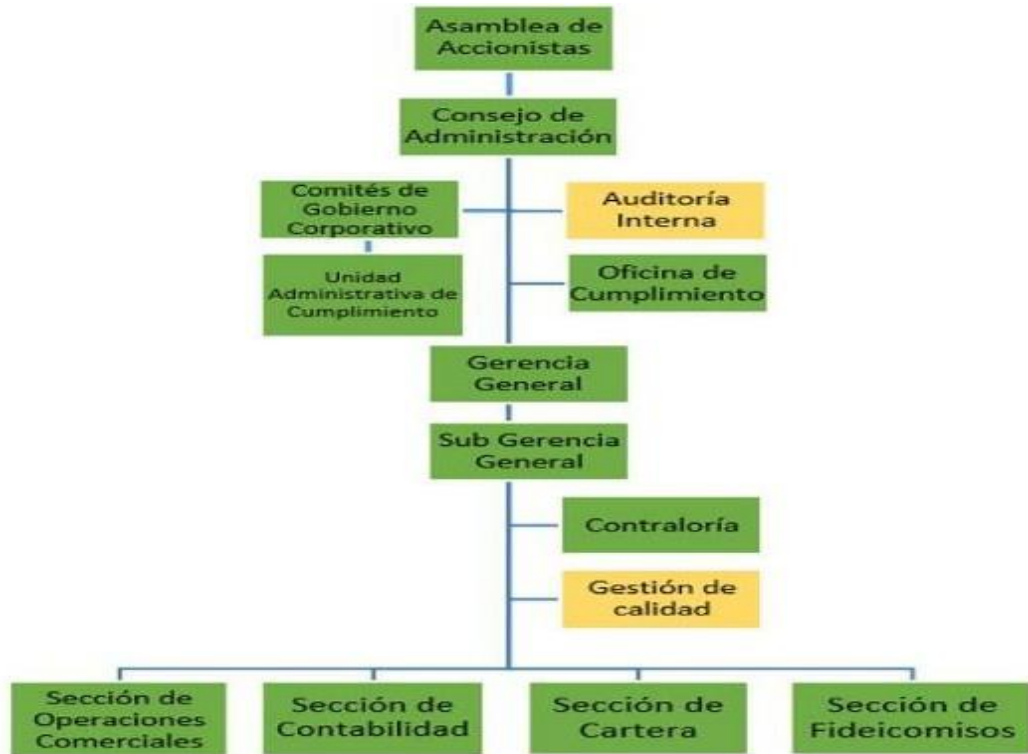 Asamblea de
Accionistas
Consejo de
Administración
Comités de
Gobierno
Corporativo
Auditoría
Interna
Unidad
Administrativa de
Cumplimiento
Oficina de
Cumplimiento
Gerencia
General
Sub Gerencia
General
Contraloría
Gestión de
calidad
Sección de
Operaciones
Comerciales
Sección de
Contabilidad
Sección de
Cartera
Sección de
Fideicomisos